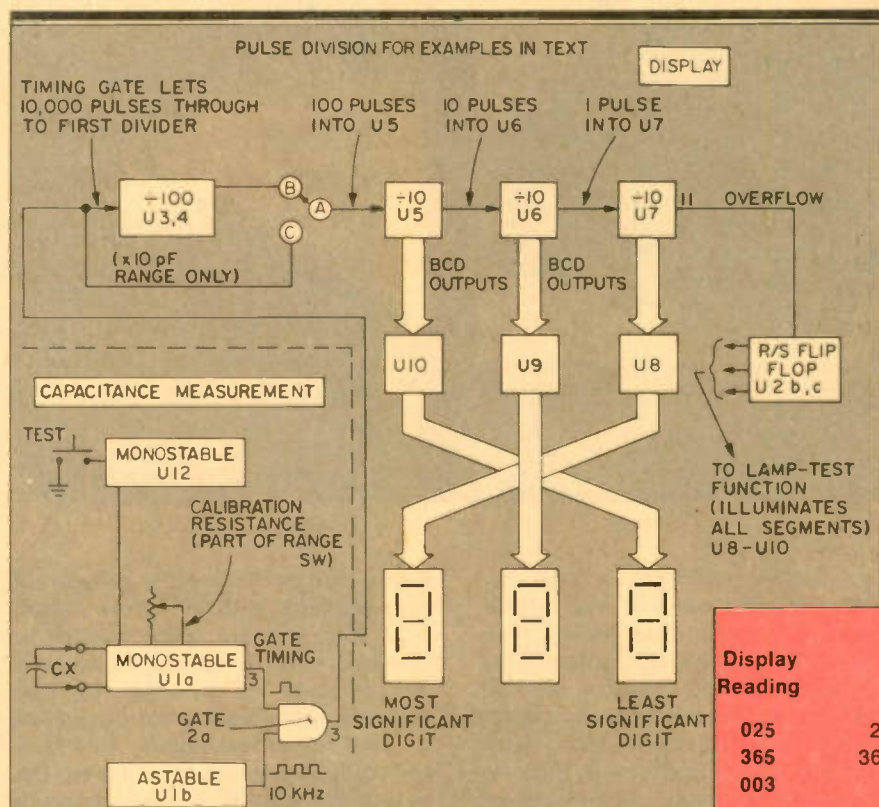 PULSE DIVISION FOR EXAMPLES IN TEXT
DISPLAY
TIMING GATE LETS
10,000 PULSES THROUGH
TO FIRST DIVIDER
100 PULSES
INTO U5
10 PULSES
INTO U6
1 PULSE
INTO U7
÷100
U3,4
B
A
C
(x10 pF
RANGE ONLY)
÷10
U5
÷10
U6
÷10
U7
11
OVERFLOW
BCD
OUTPUTS
BCD
OUTPUTS
U10
U9
U8
R/S FLIP
FLOP
U2 b,c
CAPACITANCE MEASUREMENT
TEST
MONOSTABLE
U12
CALIBRATION
RESISTANCE
(PART OF RANGE
SW)
TO LAMP-TEST
FUNCTION
(ILLUMINATES
ALL SEGMENTS)
U8-U10
CX
MONOSTABLE
U1a
3
GATE
TIMING
GATE
2a
3
ASTABLE
U1b
10 KHz
MOST
SIGNIFICANT
DIGIT
LEAST
SIGNIFICANT
DIGIT
Display
Reading
025 2
365 36
003